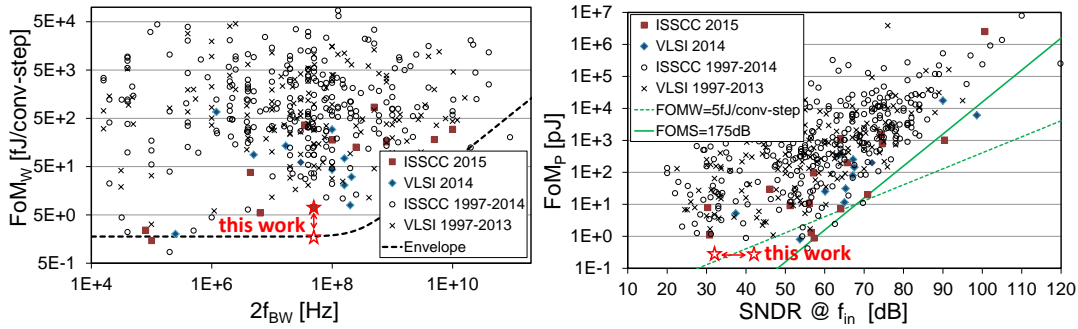 5E+4
5E+3
5E+2
5E+1
5E+0
5E-1
FoM_W [fJ/conv-step]
1E+4
1E+6
1E+8
1E+10
2f_BW [Hz]
this work
ISSCC 2015
VLSI 2014
ISSCC 1997-2014
VLSI 1997-2013
Envelope
1E+7
1E+6
1E+5
1E+4
1E+3
1E+2
1E+1
1E+0
1E-1
FoM_P [pJ]
ISSCC 2015
VLSI 2014
ISSCC 1997-2014
VLSI 1997-2013
FOMW=5fJ/conv-step
FOMS=175dB
this work
10 20 30 40 50 60 70 80 90 100 110 120
SNDR @ f_in [dB]